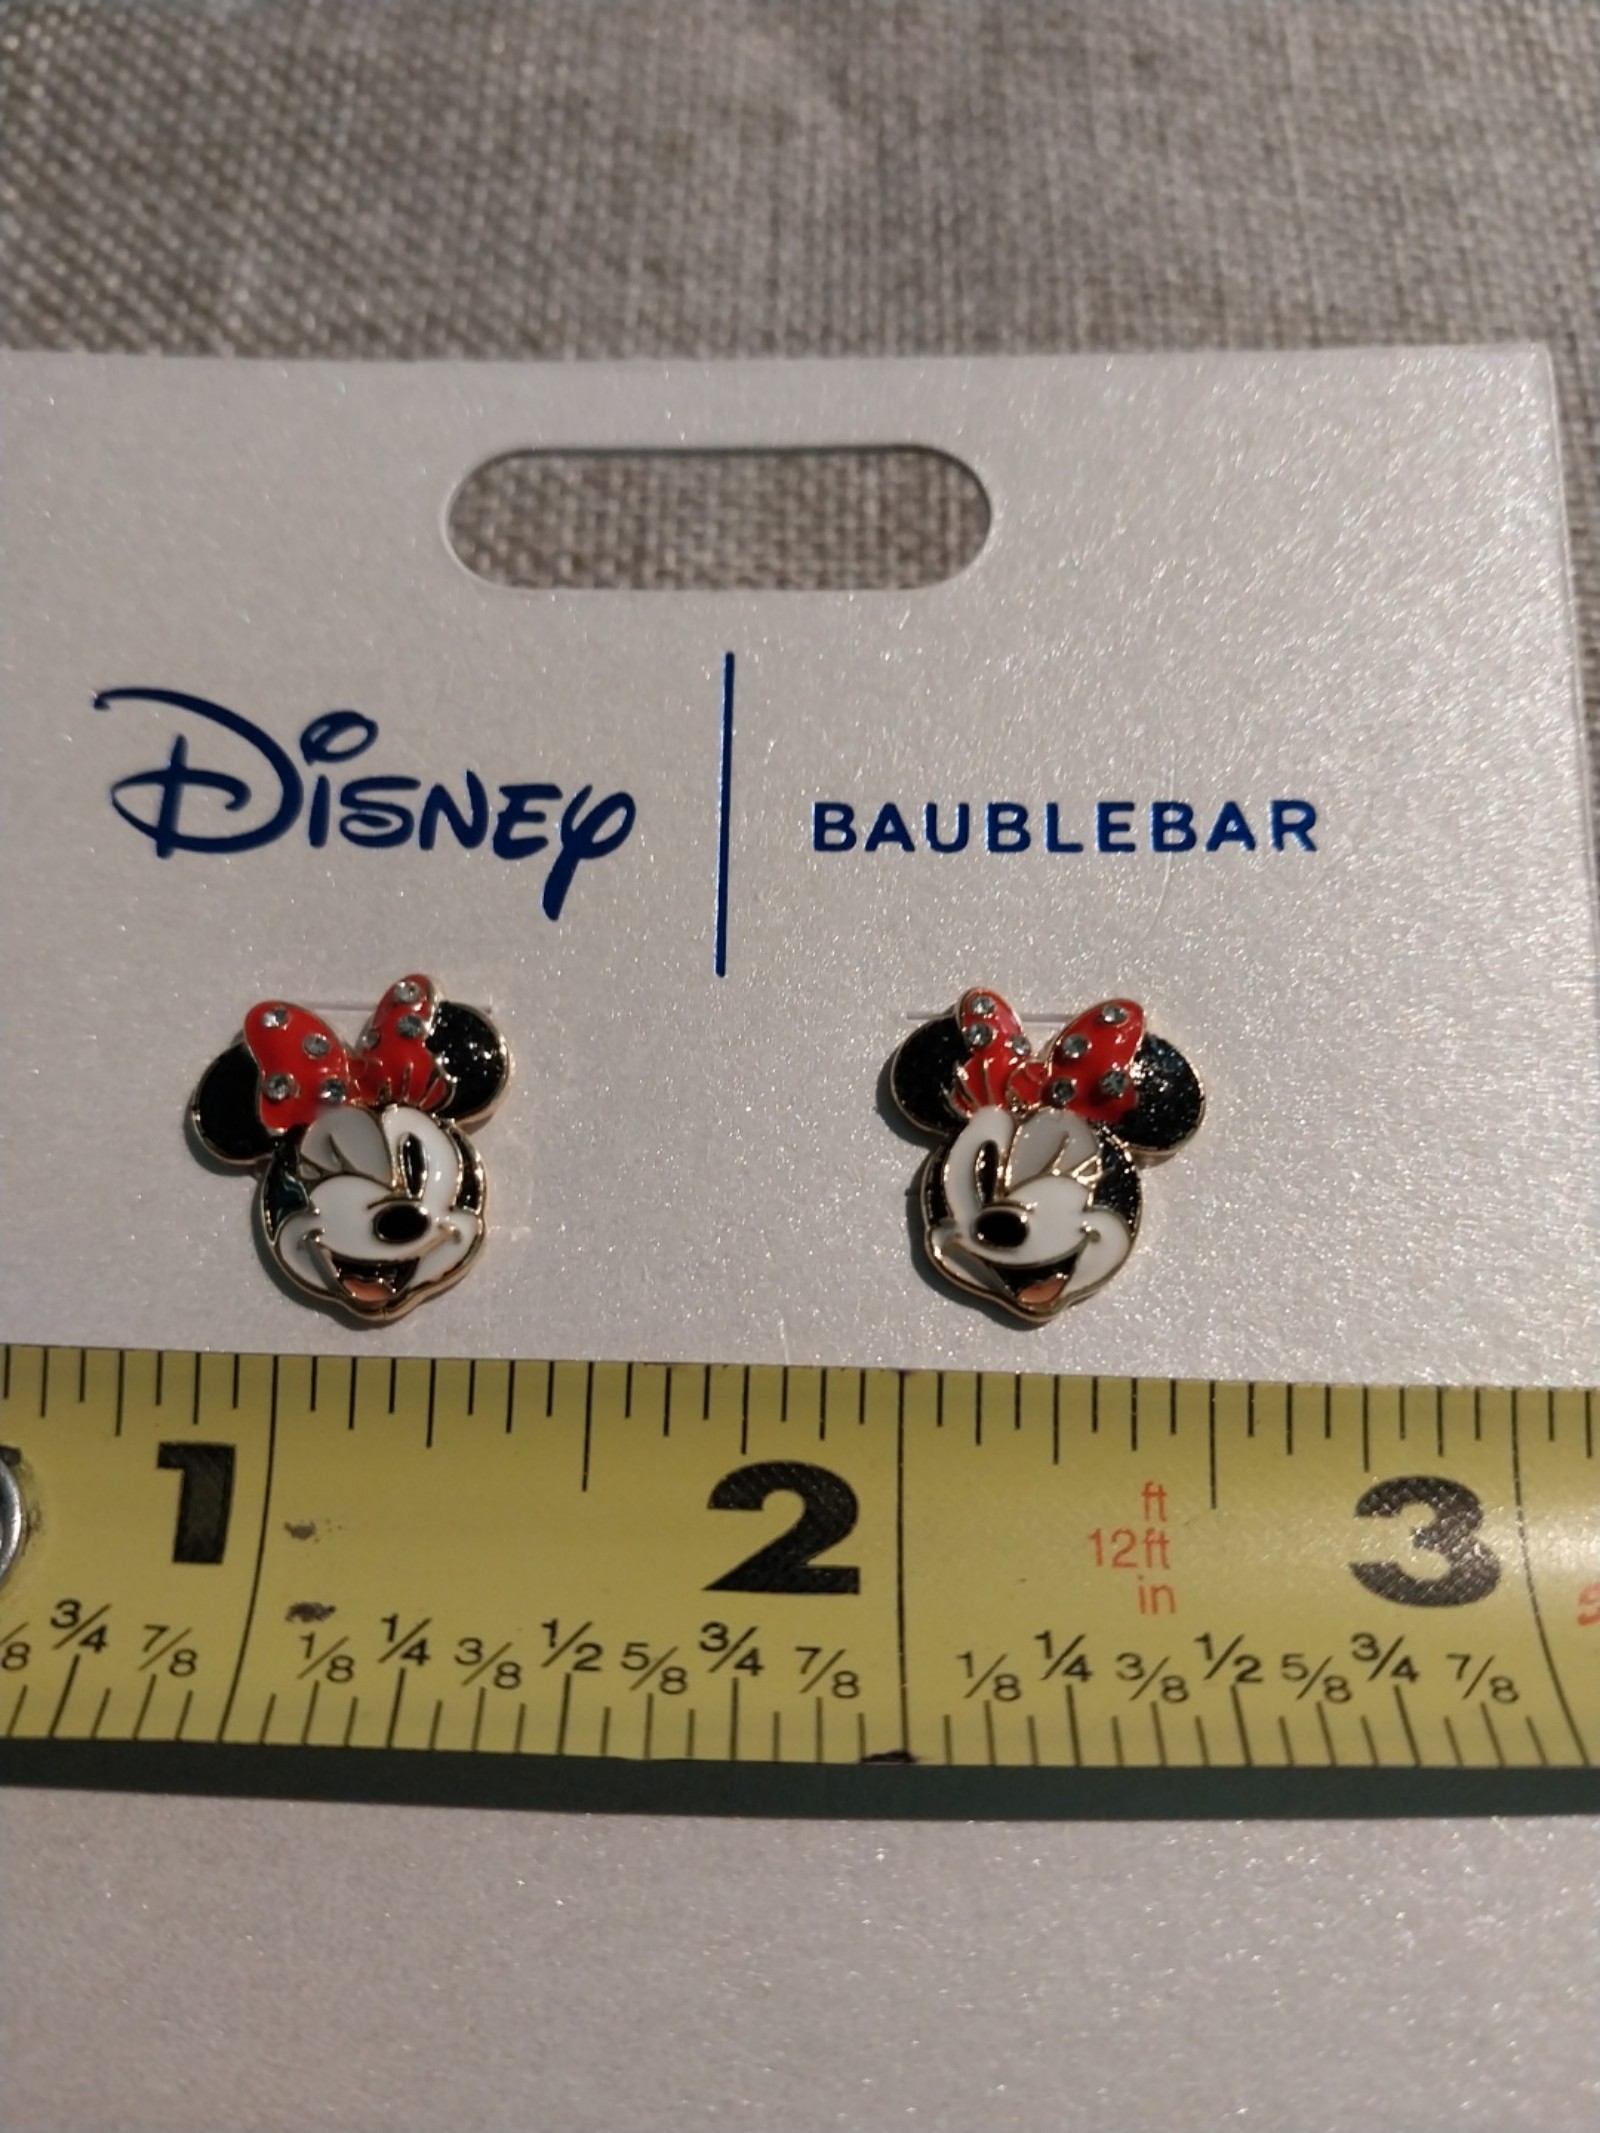 Disney | BAUBLEBAR
1 2 3
ft
12ft
in
3/4 7/8 1/8 1/4 3/8 1/2 5/8 3/4 7/8 1/8 1/4 3/8 1/2 5/8 3/4 7/8